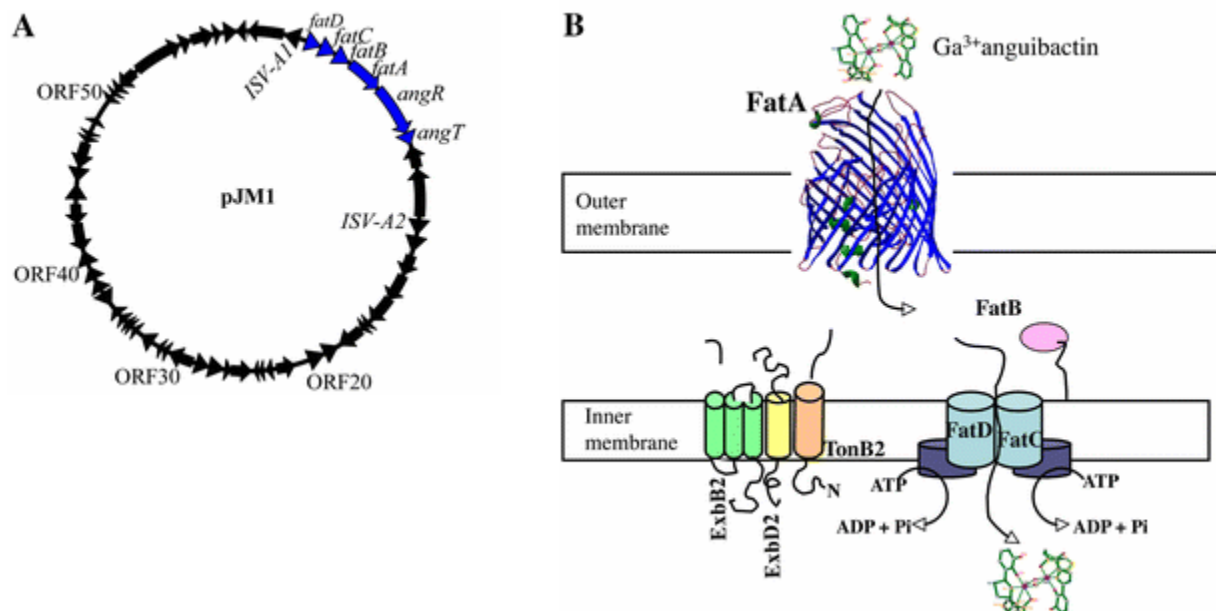 A
fatD
fatC
fatB
fatA
angR
angT
ISV-A1
ORF50
pJM1
ISV-A2
ORF40
ORF30
ORF20
B
Ga³⁺anguibactin
FatA
Outer
membrane
FatB
Inner
membrane
FatD
FatC
TonB2
N
ExbB2
ExbD2
ATP
ATP
ADP + Pi
ADP + Pi